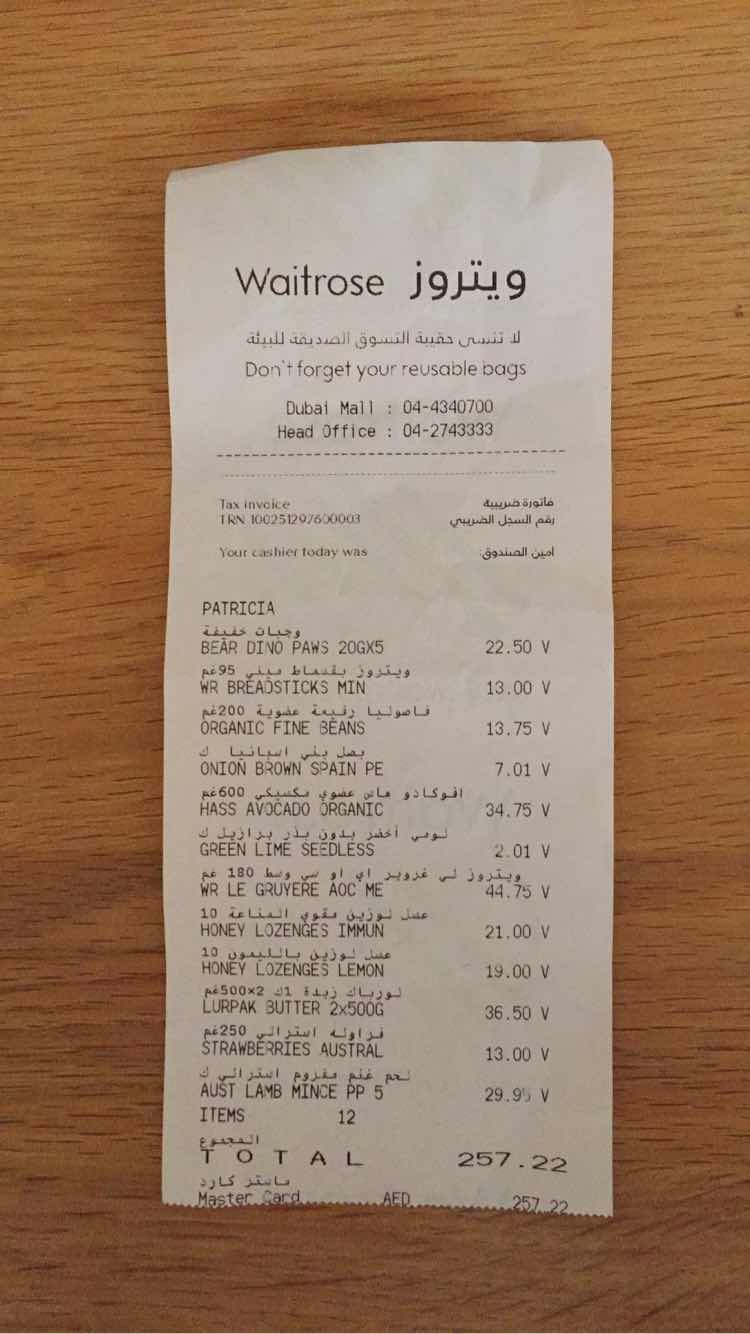 Waitrose ويتروز
لا تنسى حقيبة التسوق الصديقة للبيئة
Don't forget your reusable bags
Dubai Mall : 04-4340700
Head Office : 04-2743333
Tax invoice فاتورة ضريبية
TRN 100251297600003 رقم السجل الضريبي
Your cashier today was امين الصندوق:
PATRICIA
وجبات خفيفة
BEAR DINO PAWS 20GX5 22.50 V
ويتروز بقسماط ميني 95غم
WR BREADSTICKS MIN 13.00 V
فاصوليا رفيعة عضوية 200غم
ORGANIC FINE BEANS 13.75 V
بصل بني اسبانيا ك
ONION BROWN SPAIN PE 7.01 V
افوكادو هاس عضوي مكسيكي 600غم
HASS AVOCADO ORGANIC 34.75 V
لومي أخضر بدون بذر برازيل ك
GREEN LIME SEEDLESS 2.01 V
ويتروز لي غرويير اي او سي وسط 180 غم
WR LE GRUYERE AOC ME 44.75 V
عسل لوزين مقوي المناعة 10
HONEY LOZENGES IMMUN 21.00 V
عسل لوزين بالليمون 10
HONEY LOZENGES LEMON 19.00 V
لورباك زبدة 1ك 2×500غم
LURPAK BUTTER 2x500G 36.50 V
فراوله استرالي 250غم
STRAWBERRIES AUSTRAL 13.00 V
لحم غنم مفروم استرالي ك
AUST LAMB MINCE PP 5 29.95 V
ITEMS 12
المجموع
TOTAL 257.22
ماستر كارد
Master Card AED 257.22